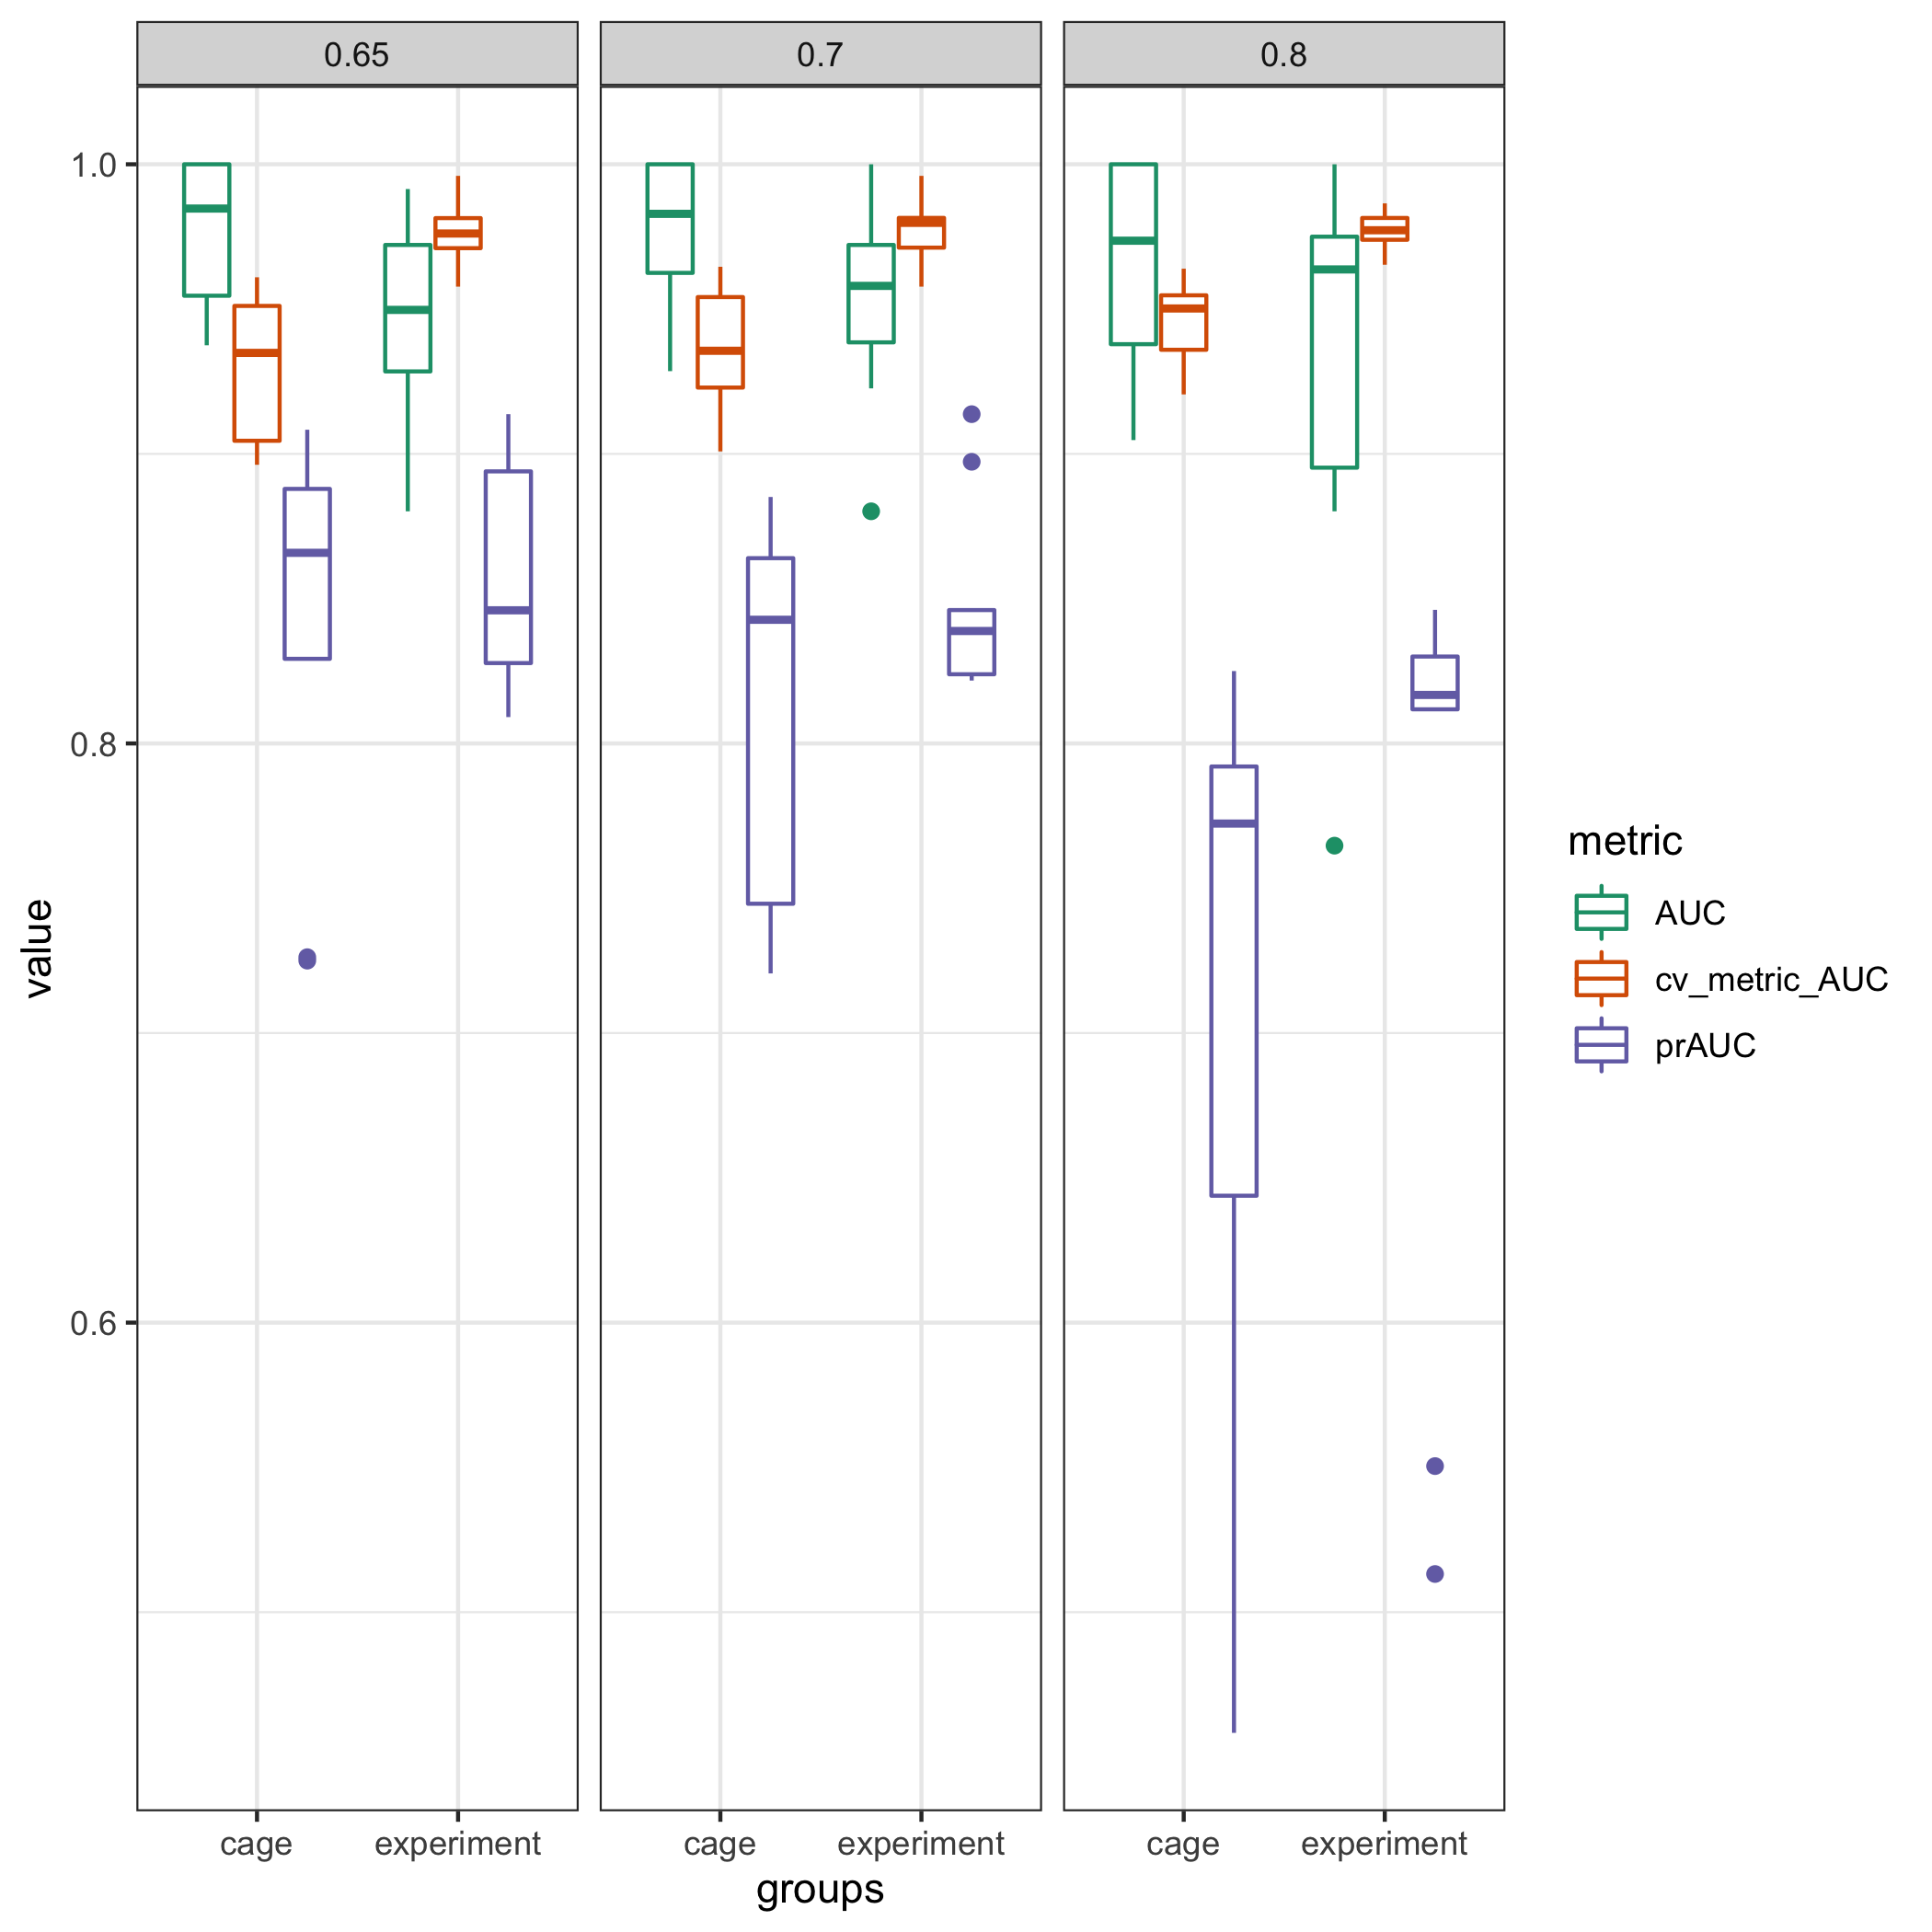 0.65 0.7 0.8
1.0
0.8
0.6
value
cage experiment cage experiment cage experiment
groups
metric
AUC
cv_metric_AUC
prAUC